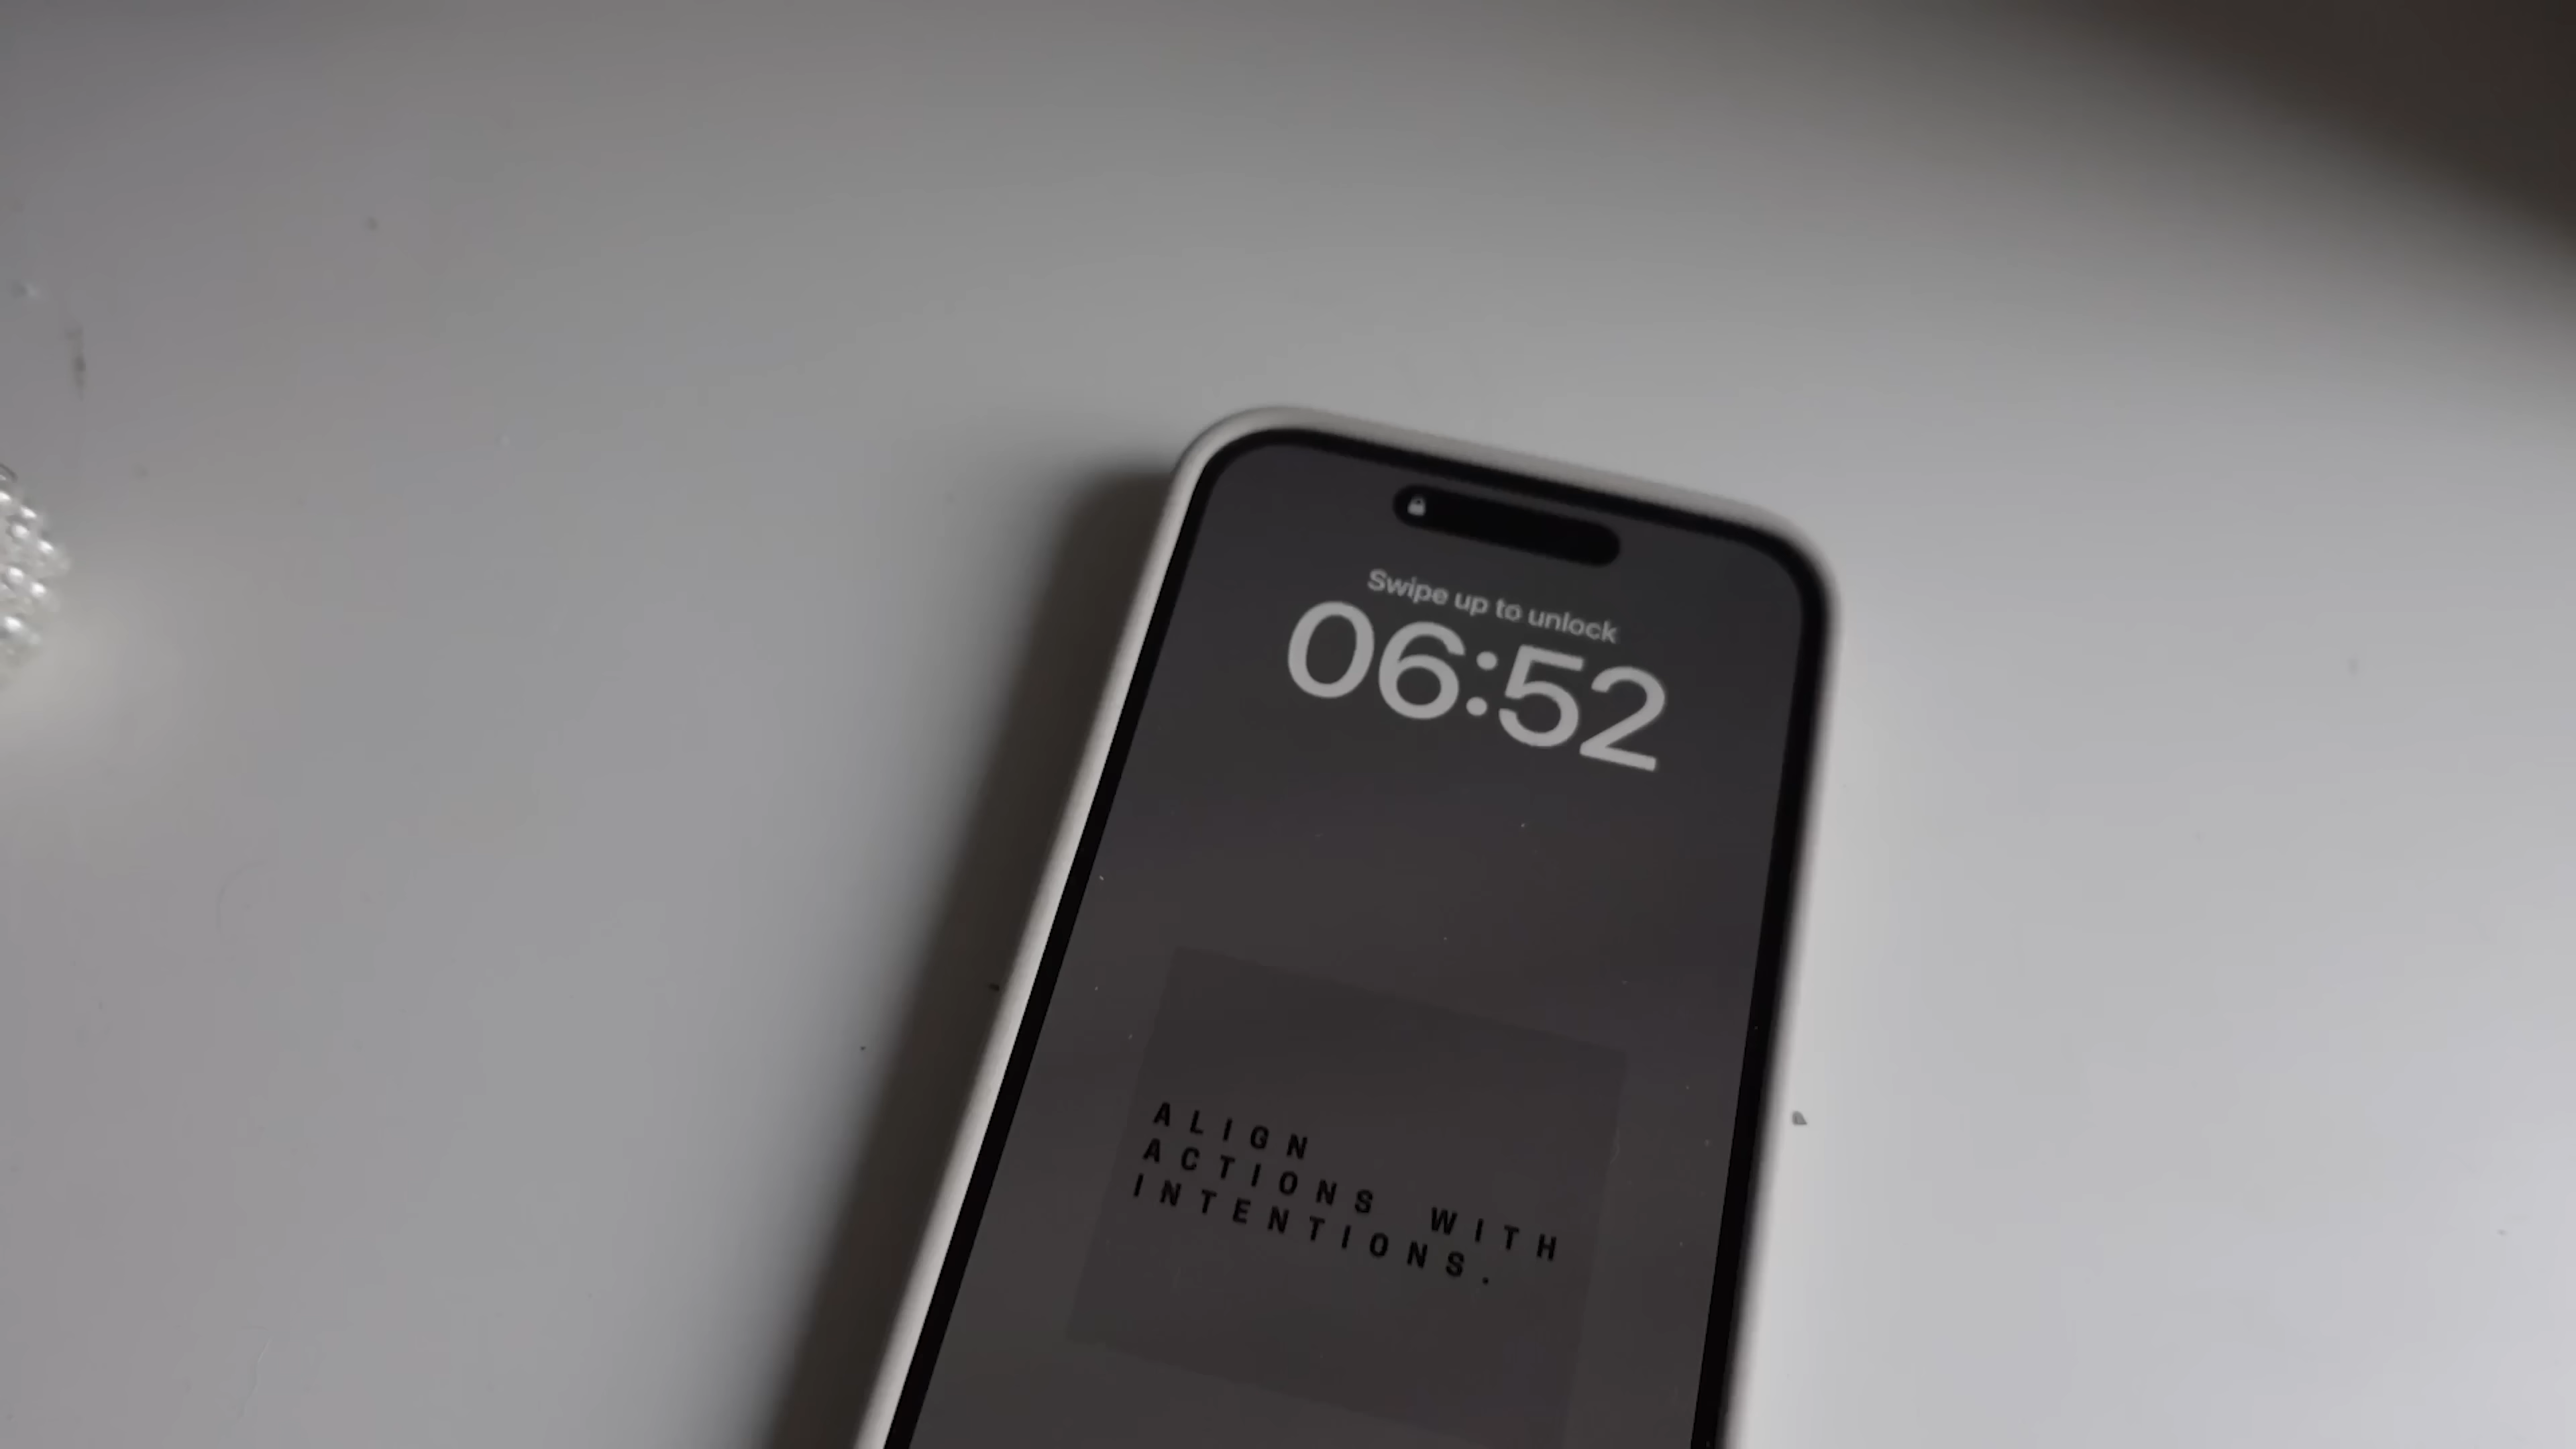 Swipe up to unlock
06:52
ALIGN
ACTIONS WITH
INTENTIONS.